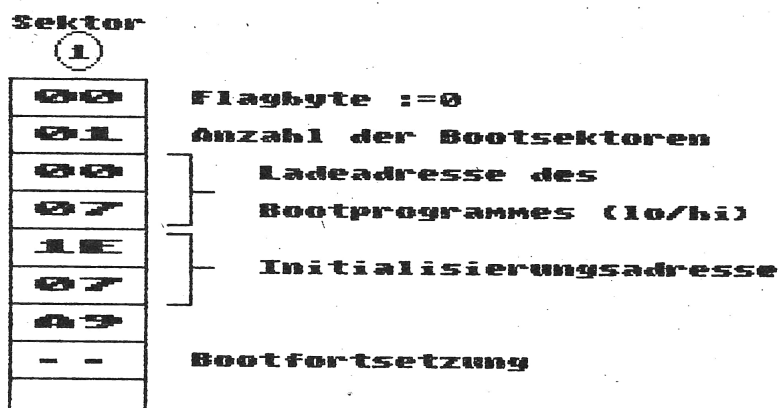 Sektor
1
00 Flagbyte :=0
01 Anzahl der Bootsektoren
00 Ladeadresse des
07 Bootprogrammes (lo/hi)
1E
Initialisierungsadresse
07
A9
-- Bootfortsetzung